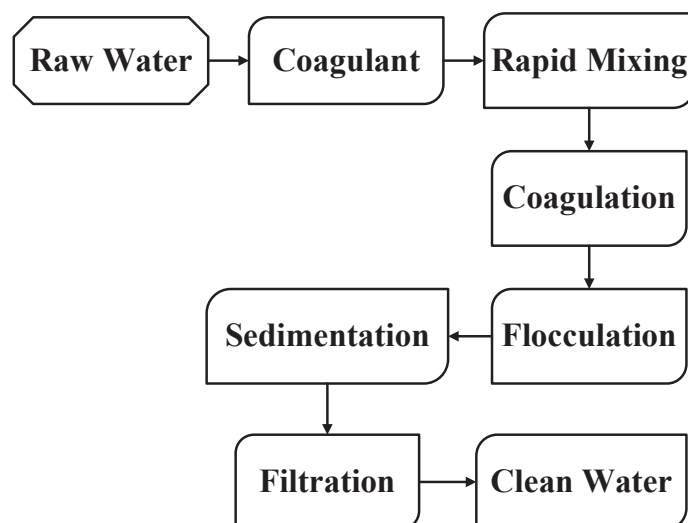 Raw Water
Coagulant
Rapid Mixing
Coagulation
Flocculation
Sedimentation
Filtration
Clean Water